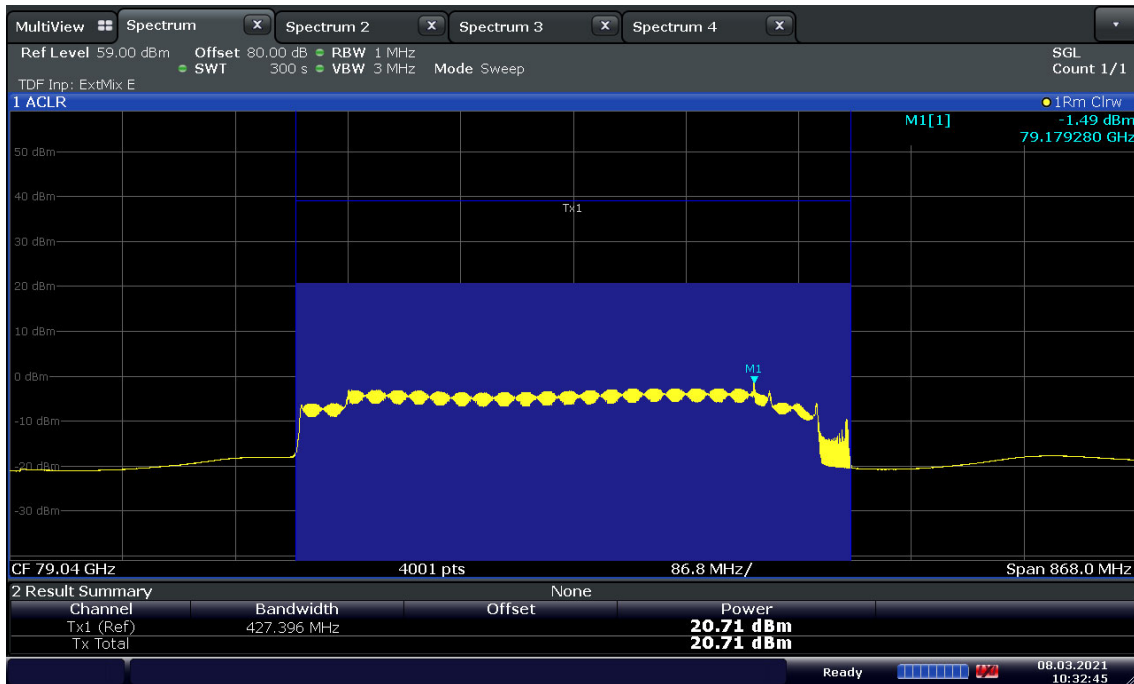 MultiView Spectrum X Spectrum 2 X Spectrum 3 X Spectrum 4 X
Ref Level 59.00 dBm Offset 80.00 dB RBW 1 MHz SGL
SWT 300 s VBW 3 MHz Mode Sweep Count 1/1
TDF Inp: ExtMix E
1 ACLR 1Rm Clrw
M1[1] -1.49 dBm
79.179280 GHz
50 dBm
40 dBm
Tx1
30 dBm
20 dBm
10 dBm
M1
0 dBm
-10 dBm
-20 dBm
-30 dBm
CF 79.04 GHz 4001 pts 86.8 MHz/ Span 868.0 MHz
2 Result Summary None
Channel Bandwidth Offset Power
Tx1 (Ref) 427.396 MHz 20.71 dBm
Tx Total 20.71 dBm
Ready 08.03.2021
10:32:45